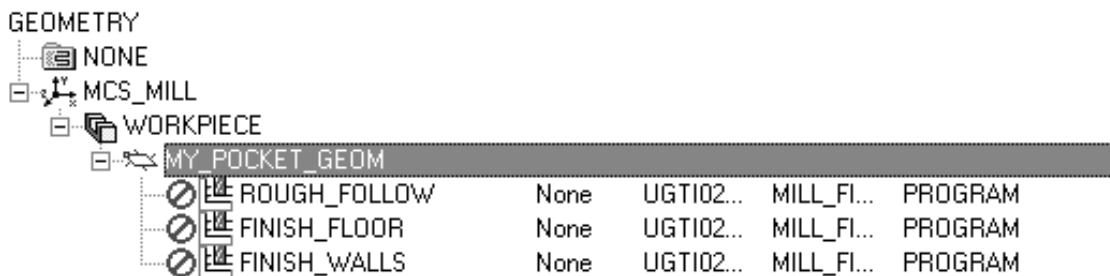 GEOMETRY
NONE
MCS_MILL
WORKPIECE
MY_POCKET_GEOM
ROUGH_FOLLOW None UGTI02... MILL_FI... PROGRAM
FINISH_FLOOR None UGTI02... MILL_FI... PROGRAM
FINISH_WALLS None UGTI02... MILL_FI... PROGRAM